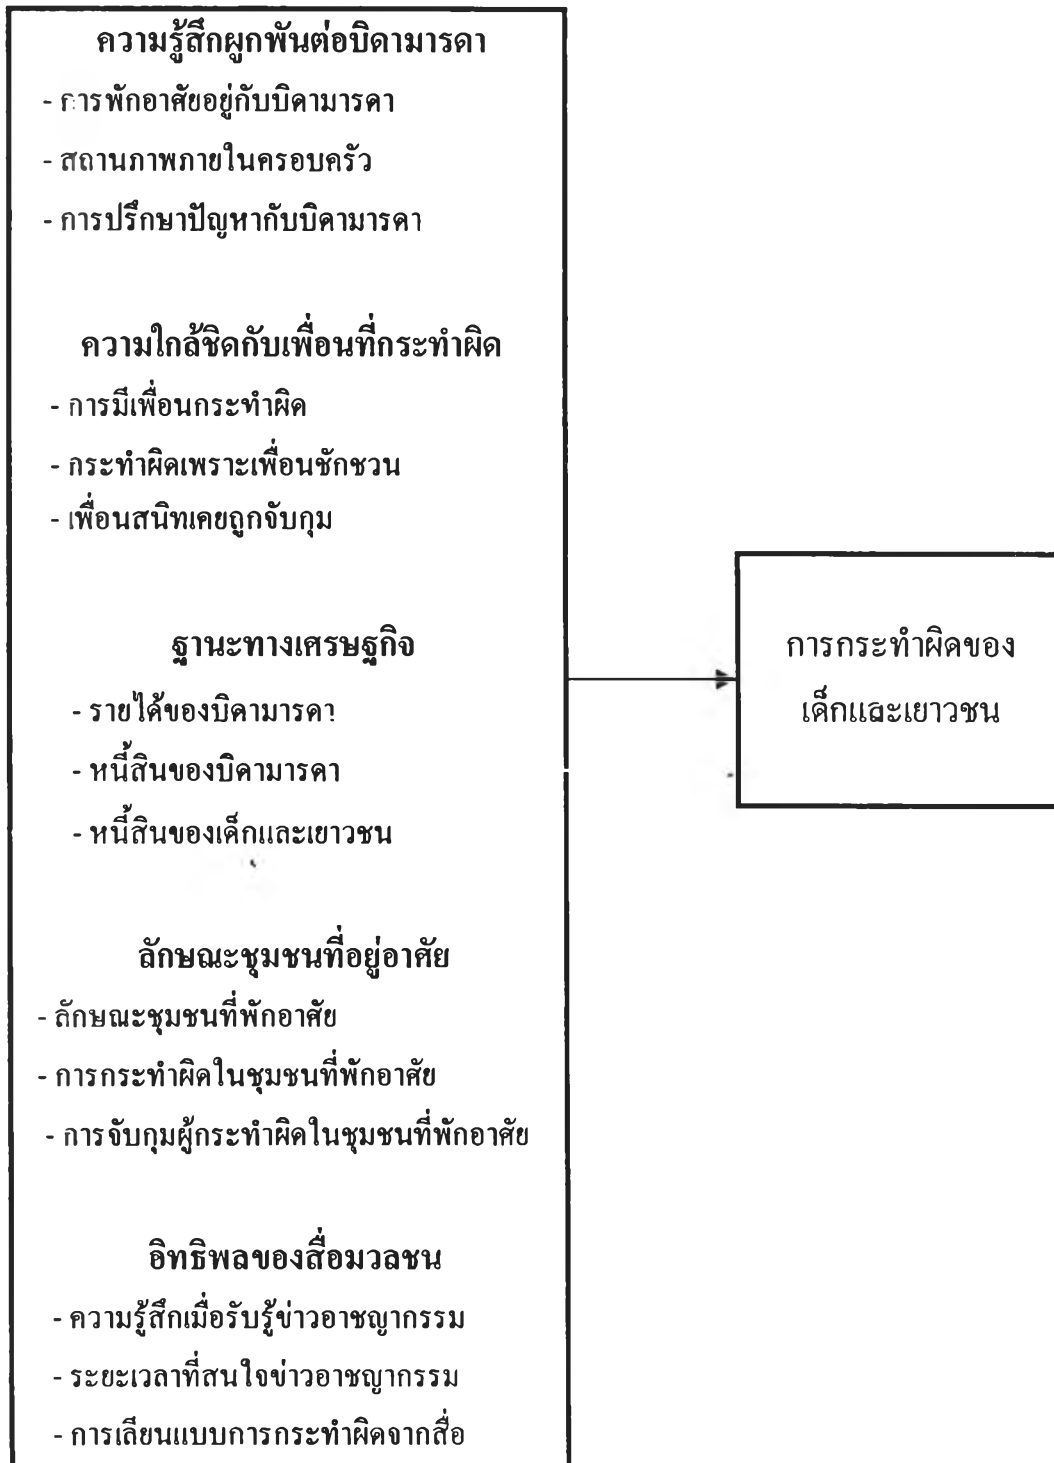 ความรู้สึกผูกพันต่อบิดามารดา
- การพักอาศัยอยู่กับบิดามารดา
- สถานภาพภายในครอบครัว
- การปรึกษาปัญหากับบิดามารดา
ความใกล้ชิดกับเพื่อนที่กระทำผิด
- การมีเพื่อนกระทำผิด
- กระทำผิดเพราะเพื่อนชักชวน
- เพื่อนสนิทเคยถูกจับกุม
ฐานะทางเศรษฐกิจ
- รายได้ของบิดามารดา
- หนี้สินของบิดามารดา
- หนี้สินของเด็กและเยาวชน
ลักษณะชุมชนที่อยู่อาศัย
- ลักษณะชุมชนที่พักอาศัย
- การกระทำผิดในชุมชนที่พักอาศัย
- การจับกุมผู้กระทำผิดในชุมชนที่พักอาศัย
อิทธิพลของสื่อมวลชน
- ความรู้สึกเมื่อรับรู้ข่าวอาชญากรรม
- ระยะเวลาที่สนใจข่าวอาชญากรรม
- การเลียนแบบการกระทำผิดจากสื่อ
การกระทำผิดของ
เด็กและเยาวชน